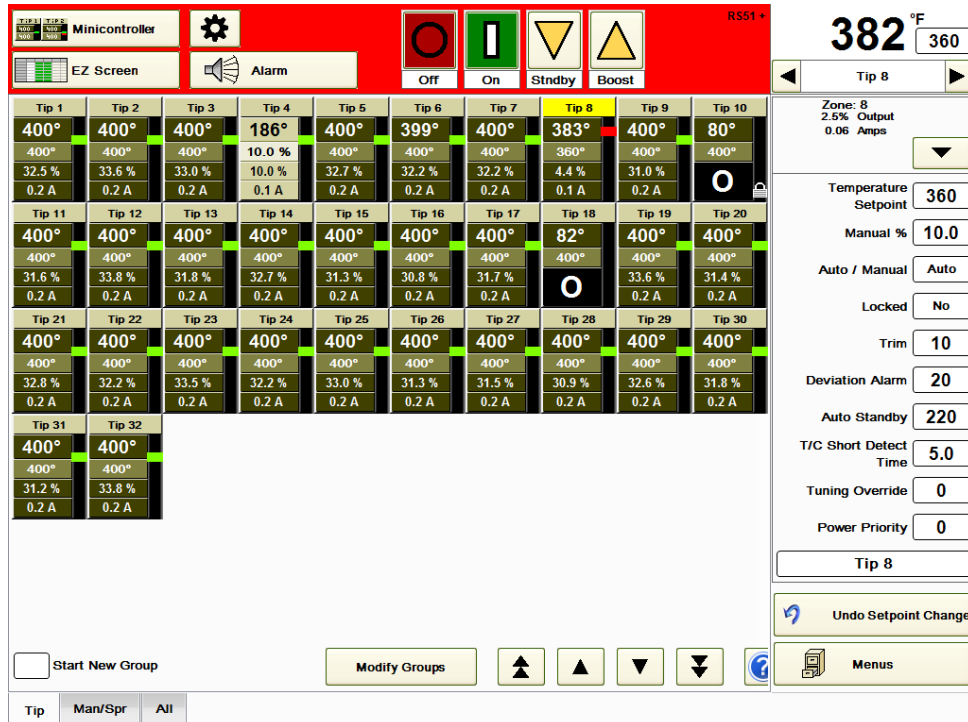 Minicontroller
EZ Screen
Alarm
Off On Stndby Boost
RS51 +
382 °F 360
Tip 8
Zone: 8
2.5% Output
0.06 Amps
Tip 1 Tip 2 Tip 3 Tip 4 Tip 5 Tip 6 Tip 7 Tip 8 Tip 9 Tip 10
400° 400° 400° 186° 400° 399° 400° 383° 400° 80°
400° 400° 400° 10.0 % 400° 400° 400° 360° 400° 400°
32.5 % 33.6 % 33.0 % 10.0 % 32.7 % 32.2 % 32.2 % 4.4 % 31.0 % O
0.2 A 0.2 A 0.2 A 0.1 A 0.2 A 0.2 A 0.2 A 0.1 A 0.2 A
Tip 11 Tip 12 Tip 13 Tip 14 Tip 15 Tip 16 Tip 17 Tip 18 Tip 19 Tip 20
400° 400° 400° 400° 400° 400° 400° 82° 400° 400°
400° 400° 400° 400° 400° 400° 400° 400° 400° 400°
31.6 % 33.8 % 31.8 % 32.7 % 31.3 % 30.8 % 31.7 % O 33.6 % 31.4 %
0.2 A 0.2 A 0.2 A 0.2 A 0.2 A 0.2 A 0.2 A 0.2 A 0.2 A
Tip 21 Tip 22 Tip 23 Tip 24 Tip 25 Tip 26 Tip 27 Tip 28 Tip 29 Tip 30
400° 400° 400° 400° 400° 400° 400° 400° 400° 400°
400° 400° 400° 400° 400° 400° 400° 400° 400° 400°
32.8 % 32.2 % 33.5 % 32.2 % 33.0 % 31.3 % 31.5 % 30.9 % 32.6 % 31.8 %
0.2 A 0.2 A 0.2 A 0.2 A 0.2 A 0.2 A 0.2 A 0.2 A 0.2 A 0.2 A
Tip 31 Tip 32
400° 400°
400° 400°
31.2 % 33.8 %
0.2 A 0.2 A
Temperature
Setpoint 360
Manual % 10.0
Auto / Manual Auto
Locked No
Trim 10
Deviation Alarm 20
Auto Standby 220
T/C Short Detect
Time 5.0
Tuning Override 0
Power Priority 0
Tip 8
Undo Setpoint Change
Menus
Start New Group
Modify Groups
?
Tip Man/Spr All